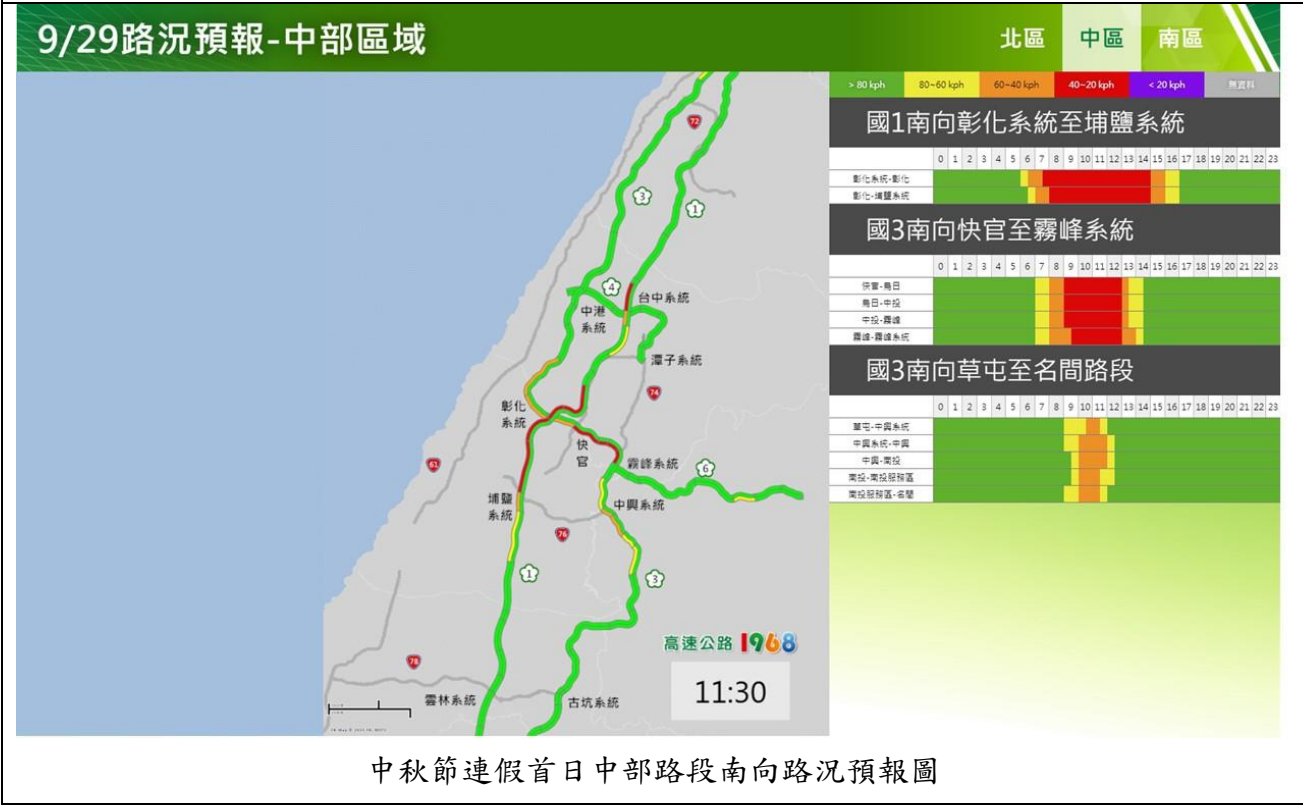 9/29路況預報-中部區域
北區 中區 南區
> 80 kph 80~60 kph 60~40 kph 40~20 kph < 20 kph 無資料
國1南向彰化系統至埔鹽系統
0 1 2 3 4 5 6 7 8 9 10 11 12 13 14 15 16 17 18 19 20 21 22 23
彰化系統-彰化
彰化-埔鹽系統
國3南向快官至霧峰系統
0 1 2 3 4 5 6 7 8 9 10 11 12 13 14 15 16 17 18 19 20 21 22 23
快官-烏日
烏日-中投
中投-霧峰
霧峰-霧峰系統
國3南向草屯至名間路段
0 1 2 3 4 5 6 7 8 9 10 11 12 13 14 15 16 17 18 19 20 21 22 23
草屯-中興系統
中興系統-中興
中興-南投
南投-南投服務區
南投服務區-名間
72
3
1
4
台中系統
中港
系統
潭子系統
74
彰化
系統
快
官
61
霧峰系統
6
埔鹽
系統
中興系統
76
1
3
高速公路 1968
78
11:30
雲林系統
古坑系統
中秋節連假首日中部路段南向路況預報圖